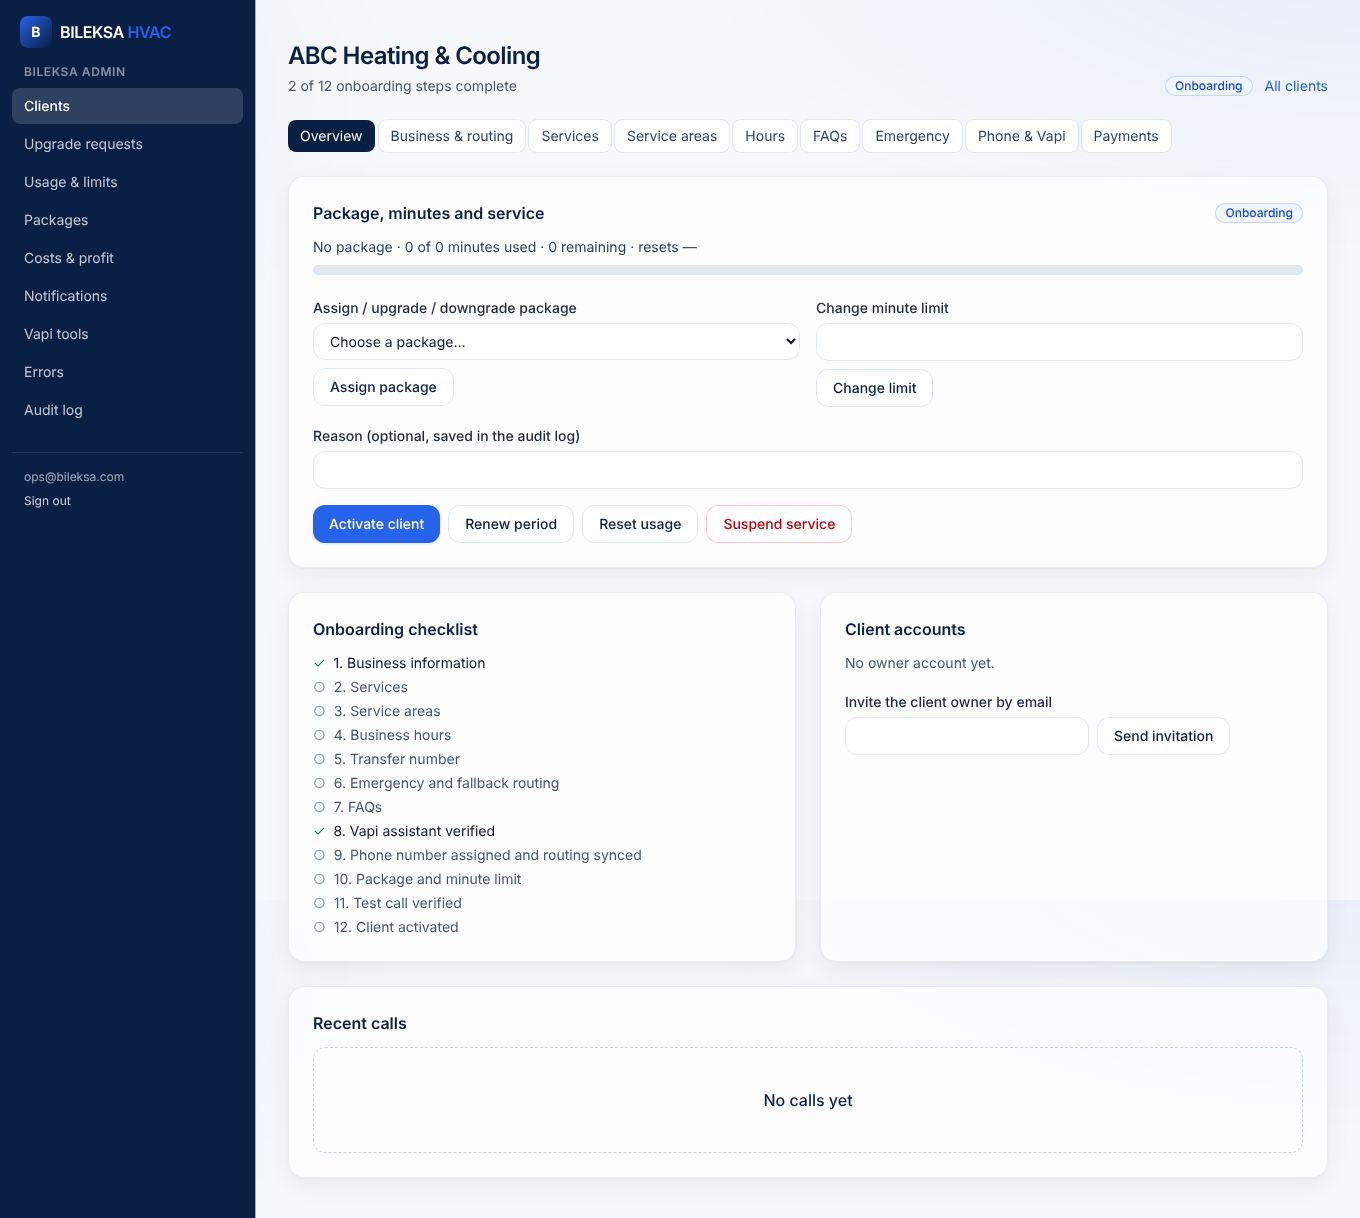 B BILEKSA HVAC
BILEKSA ADMIN
Clients
Upgrade requests
Usage & limits
Packages
Costs & profit
Notifications
Vapi tools
Errors
Audit log
ops@bileksa.com
Sign out
ABC Heating & Cooling
2 of 12 onboarding steps complete
Onboarding All clients
Overview Business & routing Services Service areas Hours FAQs Emergency Phone & Vapi Payments
Package, minutes and service
Onboarding
No package · 0 of 0 minutes used · 0 remaining · resets —
Assign / upgrade / downgrade package
Choose a package...
Assign package
Change minute limit
Change limit
Reason (optional, saved in the audit log)
Activate client Renew period Reset usage Suspend service
Onboarding checklist
1. Business information
2. Services
3. Service areas
4. Business hours
5. Transfer number
6. Emergency and fallback routing
7. FAQs
8. Vapi assistant verified
9. Phone number assigned and routing synced
10. Package and minute limit
11. Test call verified
12. Client activated
Client accounts
No owner account yet.
Invite the client owner by email
Send invitation
Recent calls
No calls yet